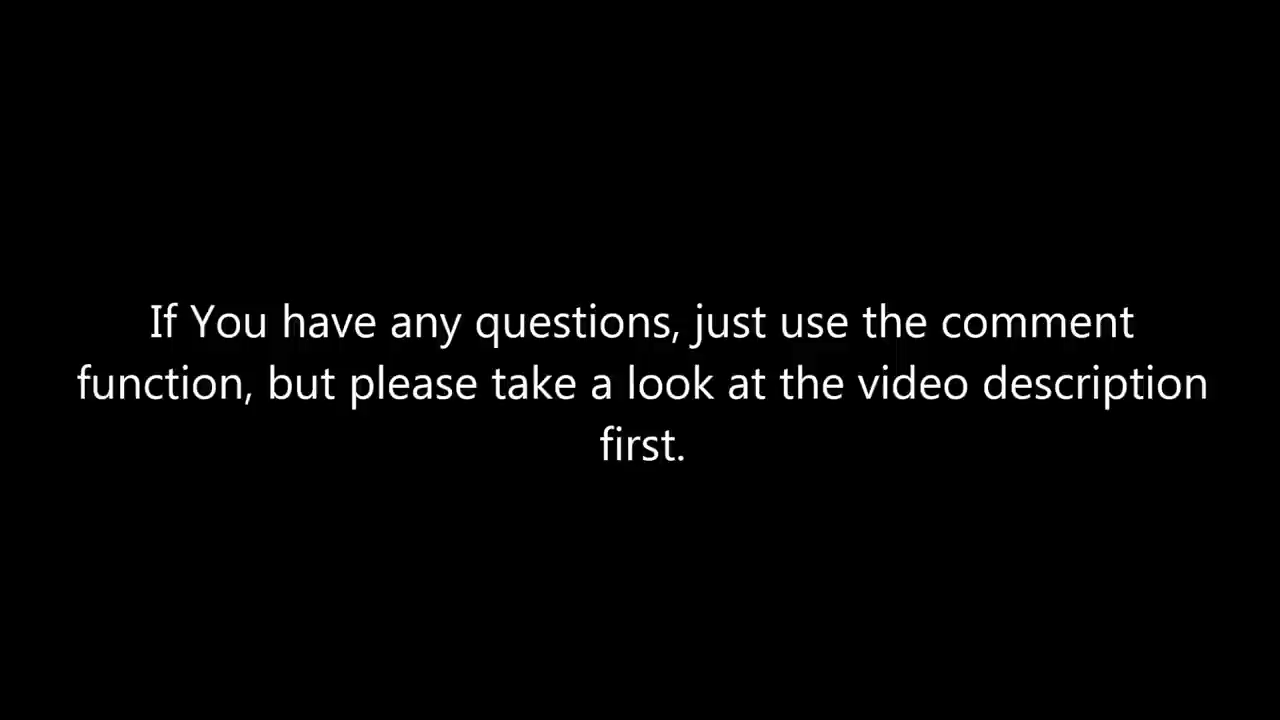 If You have any questions, just use the comment
function, but please take a look at the video description
first.